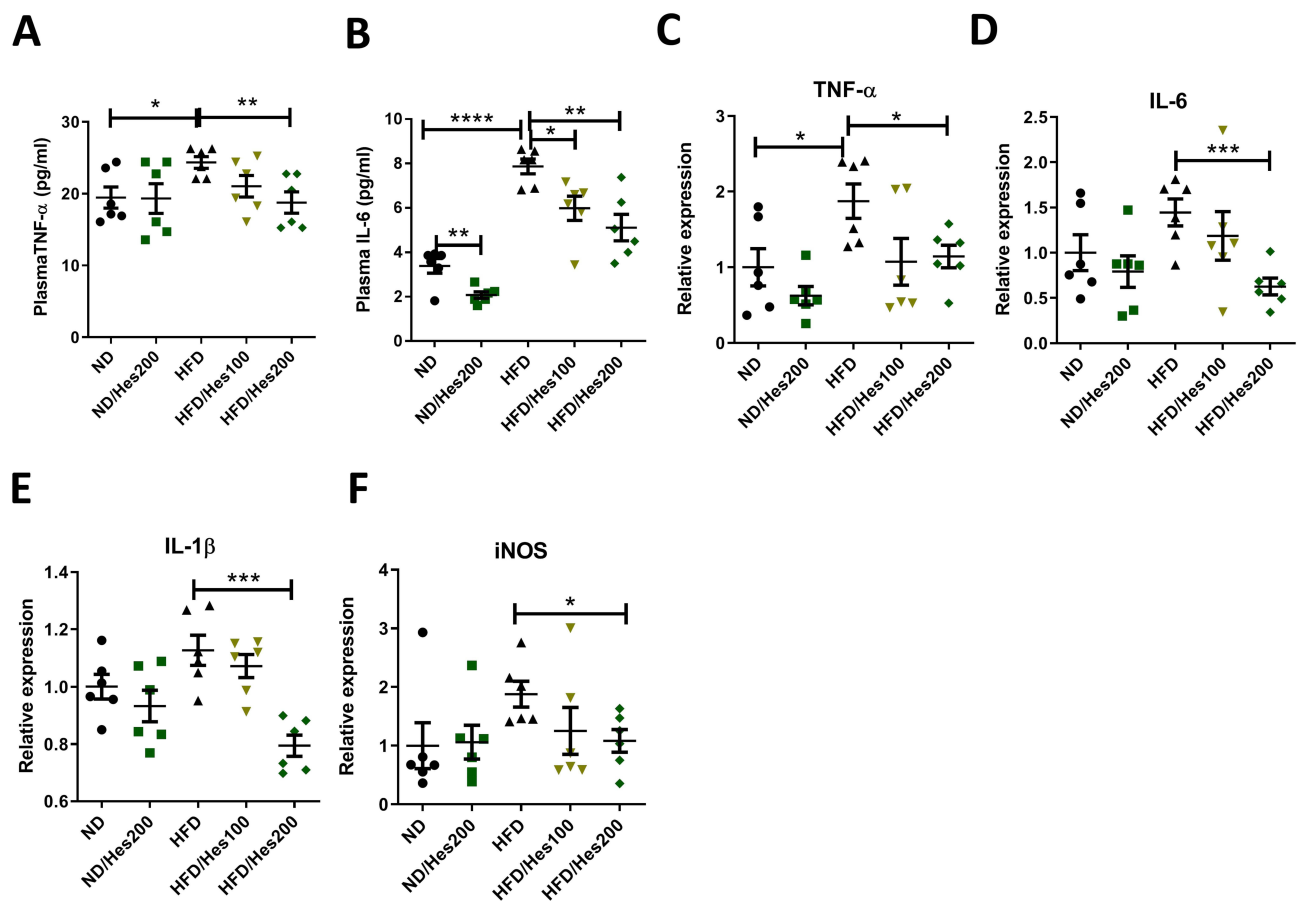 A
PlasmaTNF-α (pg/ml)
30
20
10
0
*
**
ND
ND/Hes200
HFD
HFD/Hes100
HFD/Hes200
B
Plasma IL-6 (pg/ml)
10
8
6
4
2
0
****
**
*
**
ND
ND/Hes200
HFD
HFD/Hes100
HFD/Hes200
C
TNF-α
Relative expression
3
2
1
0
*
*
ND
ND/Hes200
HFD
HFD/Hes100
HFD/Hes200
D
IL-6
Relative expression
2.5
2.0
1.5
1.0
0.5
0.0
***
ND
ND/Hes200
HFD
HFD/Hes100
HFD/Hes200
E
IL-1β
Relative expression
1.4
1.2
1.0
0.8
0.6
***
ND
ND/Hes200
HFD
HFD/Hes100
HFD/Hes200
F
iNOS
Relative expression
4
3
2
1
0
*
ND
ND/Hes200
HFD
HFD/Hes100
HFD/Hes200